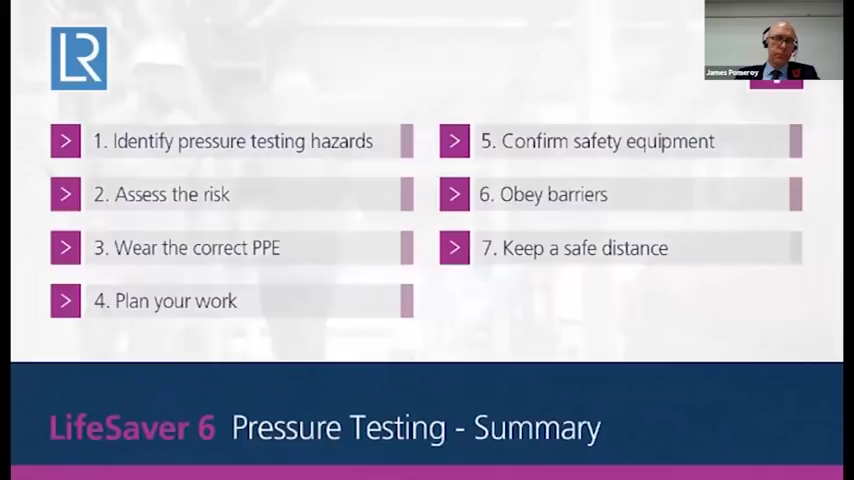 LR
James Pomeroy
1. Identify pressure testing hazards
2. Assess the risk
3. Wear the correct PPE
4. Plan your work
5. Confirm safety equipment
6. Obey barriers
7. Keep a safe distance
LifeSaver 6 Pressure Testing - Summary